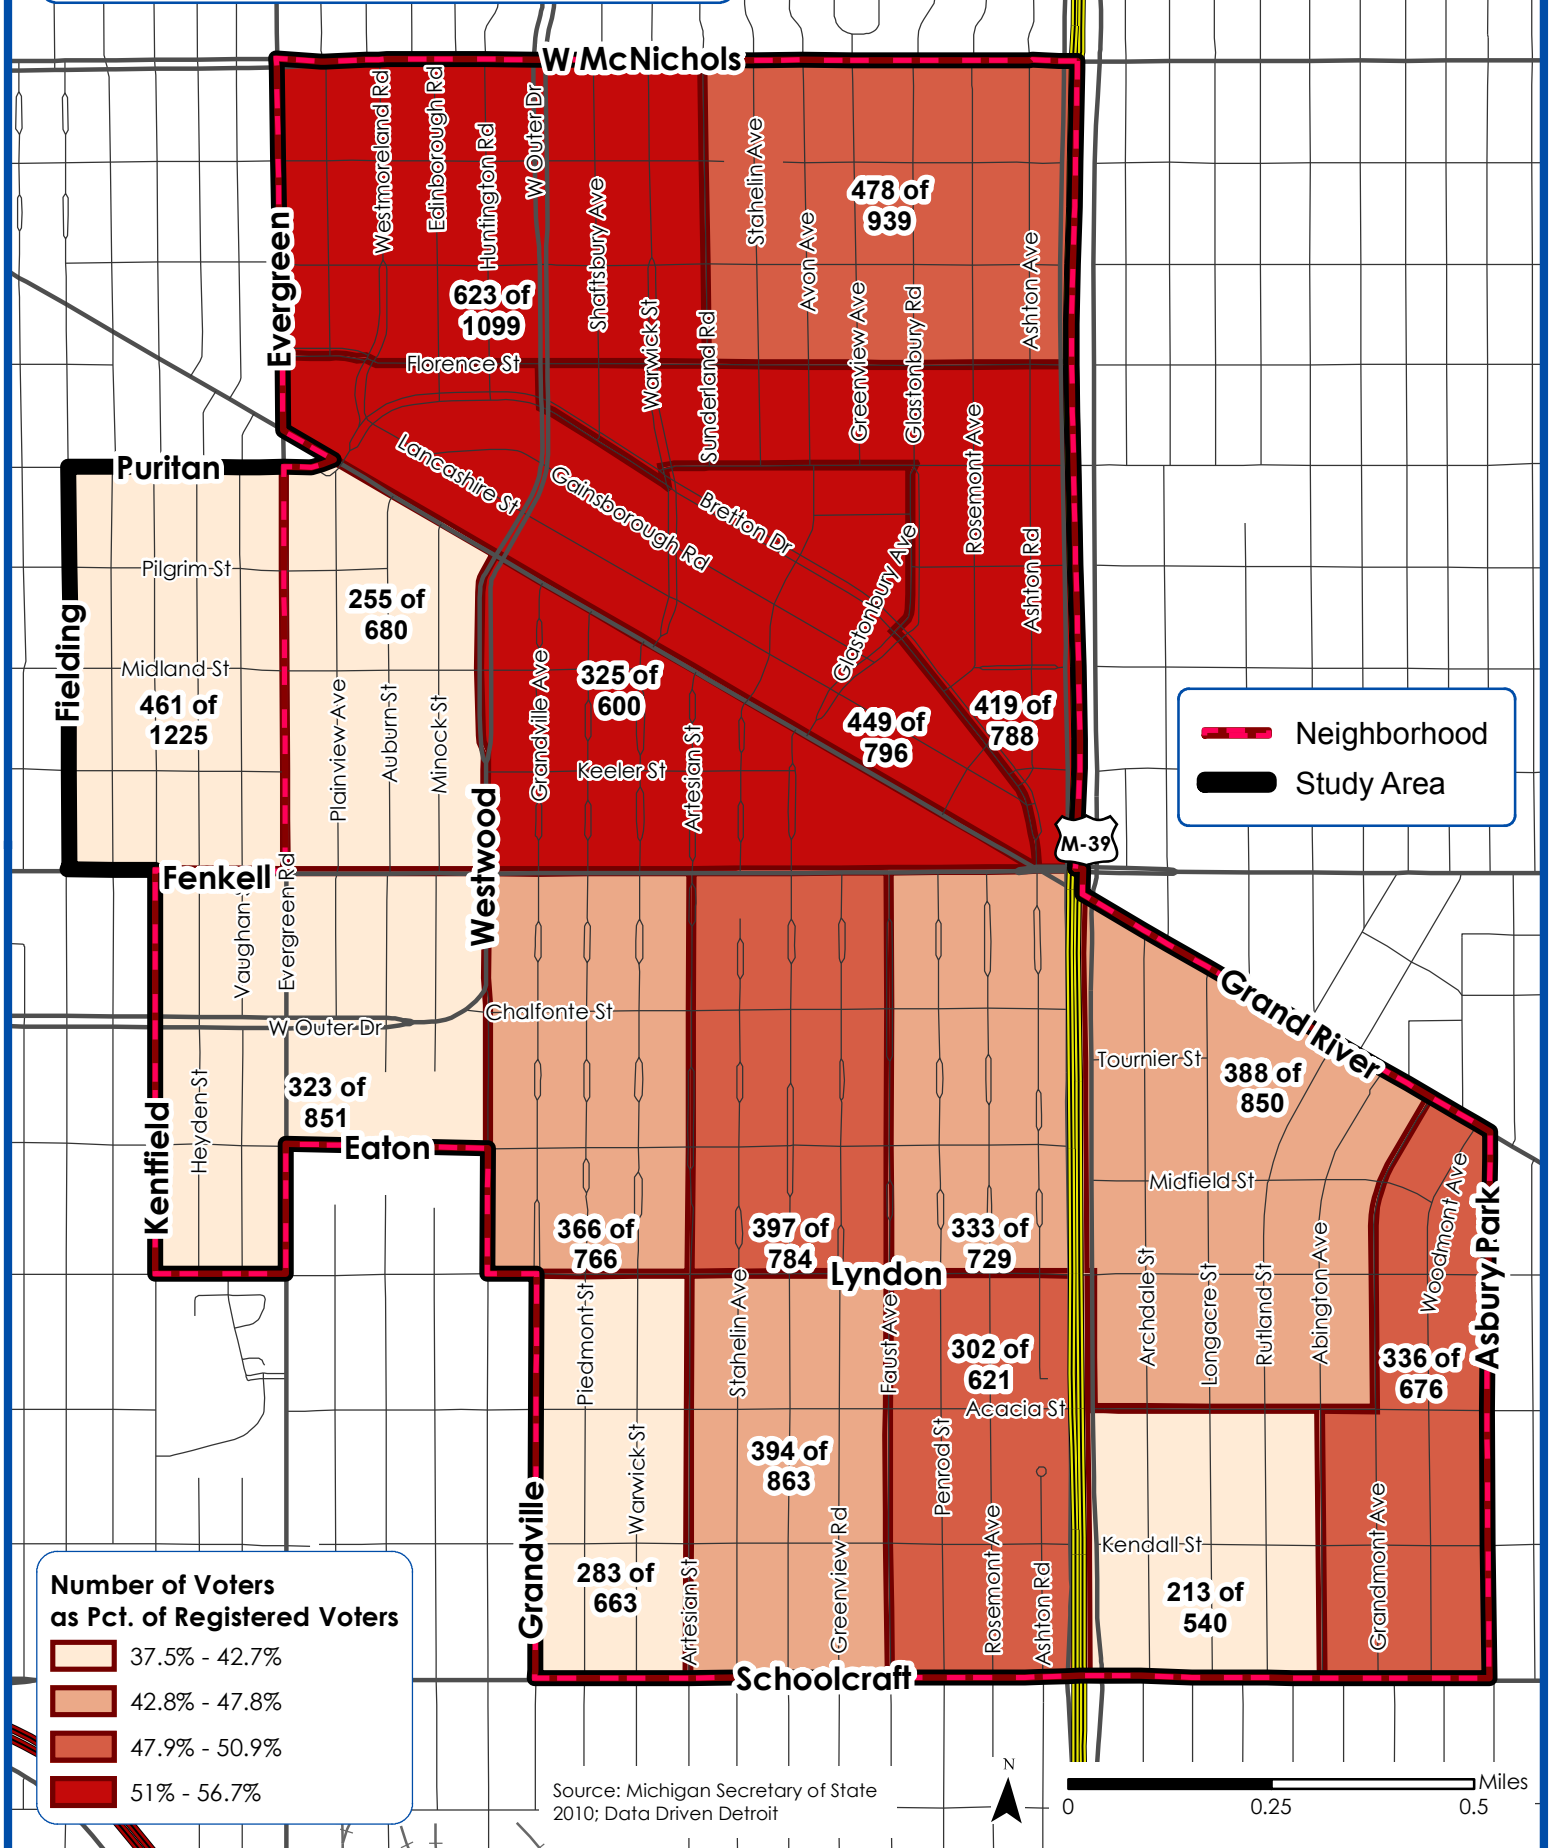 W McNichols
Westmoreland Rd
Edinborough Rd
Huntington Rd
W Outer Dr
Shaftsbury Ave
Warwick St
Sunderland Rd
Stahelin Ave
Avon Ave
Greenview Ave
Glastonbury Rd
Ashton Ave
478 of
939
Evergreen
623 of
1099
Florence St
Rosemont Ave
Puritan
Lancashire St
Gainsborough Rd
Bretton Dr
Glastonbury Ave
Ashton Rd
Pilgrim St
Fielding
255 of
680
Midland St
461 of
1225
Plainview Ave
Auburn St
Minock St
Grandville Ave
325 of
600
Artesian St
Keeler St
449 of
796
419 of
788
Neighborhood
Study Area
M-39
Westwood
Fenkell
Vaughan
Evergreen Rd
Chalfonte St
W Outer Dr
Grand River
Tournier St
388 of
850
Heyden St
323 of
851
Kentfield
Eaton
Midfield St
Woodmont Ave
Asbury Park
366 of
766
397 of
784
333 of
729
Lyndon
Archdale St
Longacre St
Rutland St
Abington Ave
Piedmont St
Stahelin Ave
Faust Ave
302 of
621
336 of
676
Acacia St
Warwick St
394 of
863
Penrod St
Grandville
Grandmont Ave
Kendall St
283 of
663
Artesian St
Greenview Rd
Rosemont Ave
Ashton Rd
213 of
540
Schoolcraft
Number of Voters
as Pct. of Registered Voters
37.5% - 42.7%
42.8% - 47.8%
47.9% - 50.9%
51% - 56.7%
Source: Michigan Secretary of State
2010; Data Driven Detroit
N
Miles
0 0.25 0.5